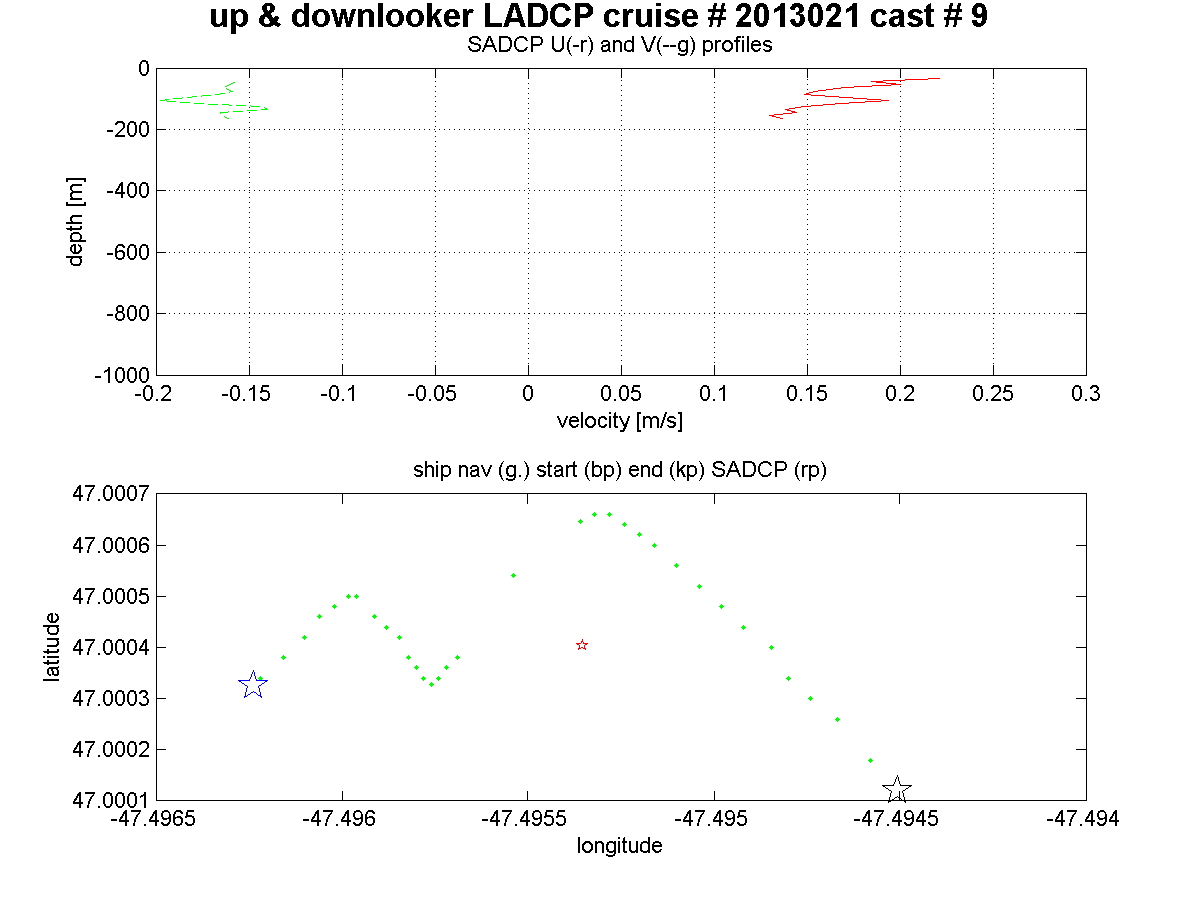 up & downlooker LADCP cruise # 2013021 cast # 9
SADCP U(-r) and V(--g) profiles
0
-200
-400
-600
-800
-1000
depth [m]
-0.2 -0.15 -0.1 -0.05 0 0.05 0.1 0.15 0.2 0.25 0.3
velocity [m/s]
ship nav (g.) start (bp) end (kp) SADCP (rp)
47.0007
47.0006
47.0005
47.0004
47.0003
47.0002
47.0001
latitude
-47.4965 -47.496 -47.4955 -47.495 -47.4945 -47.494
longitude